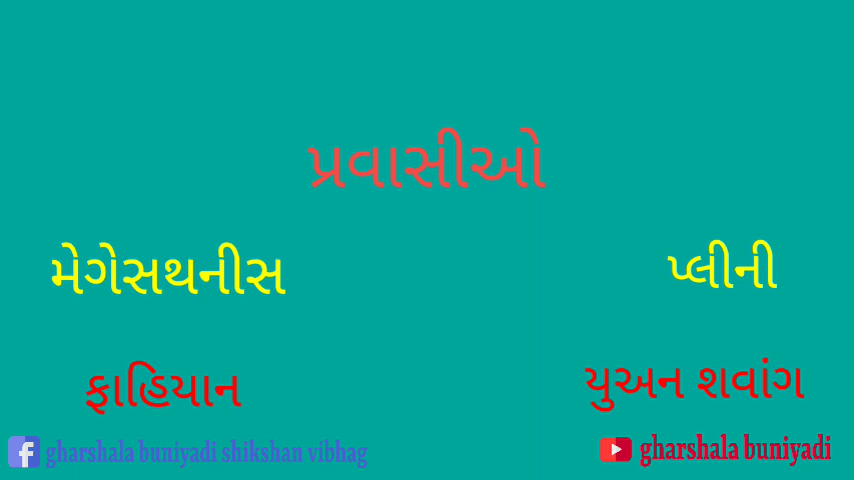 પ્રવાસીઓ
મેગેસથનીસ
પ્લીની
ફાહિયાન
યુઅન શવાંગ
gharshala buniyadi shikshan vibhag
gharshala buniyadi